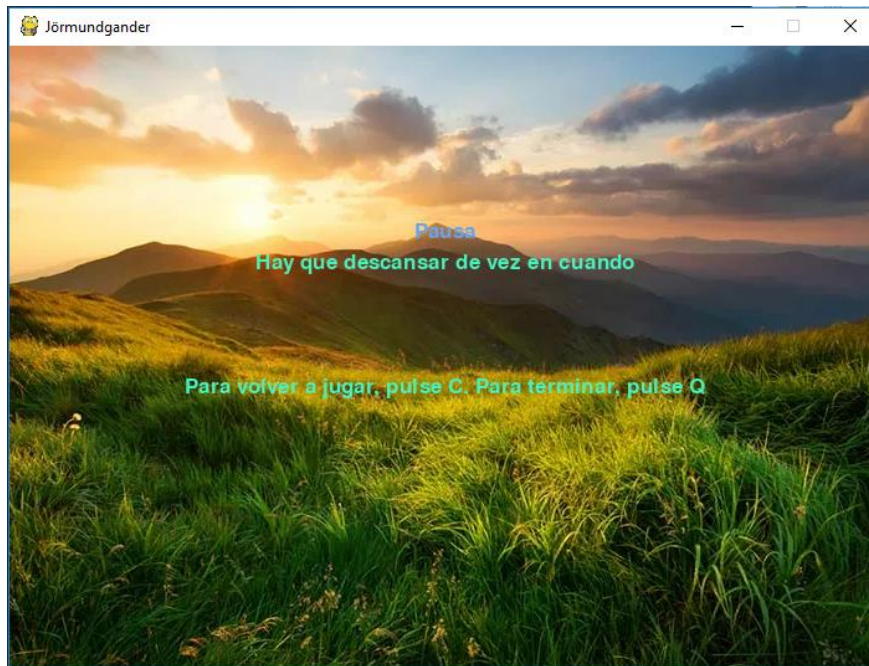 Jörmundgander
Pausa
Hay que descansar de vez en cuando
Para volver a jugar, pulse C. Para terminar, pulse Q